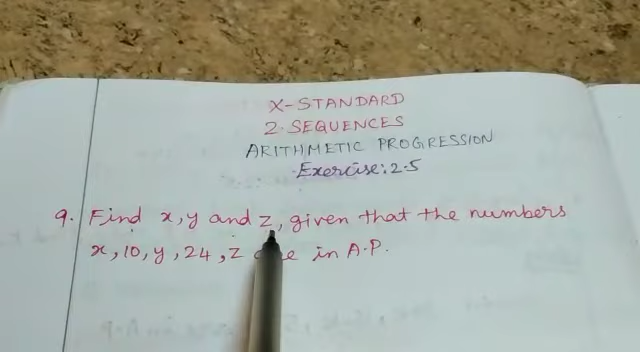 X-STANDARD
2. SEQUENCES
ARITHMETIC PROGRESSION
Exercise: 2.5
9. Find x, y and z, given that the numbers
x, 10, y, 24, z in A.P.